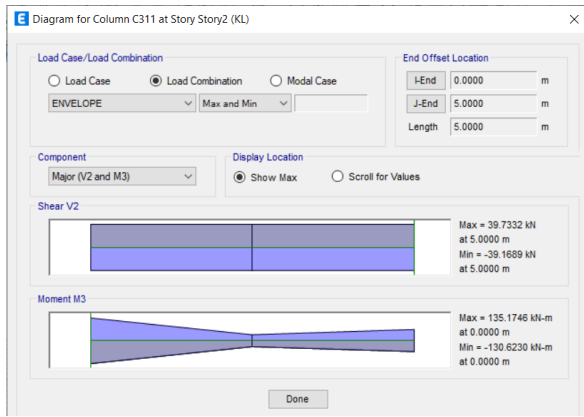 E Diagram for Column C311 at Story Story2 (KL)
Load Case/Load Combination
Load Case Load Combination Modal Case
ENVELOPE Max and Min
End Offset Location
I-End 0.0000 m
J-End 5.0000 m
Length 5.0000 m
Component
Major (V2 and M3)
Display Location
Show Max Scroll for Values
Shear V2
Max = 39.7332 kN
at 5.0000 m
Min = -39.1689 kN
at 5.0000 m
Moment M3
Max = 135.1746 kN-m
at 0.0000 m
Min = -130.6230 kN-m
at 0.0000 m
Done